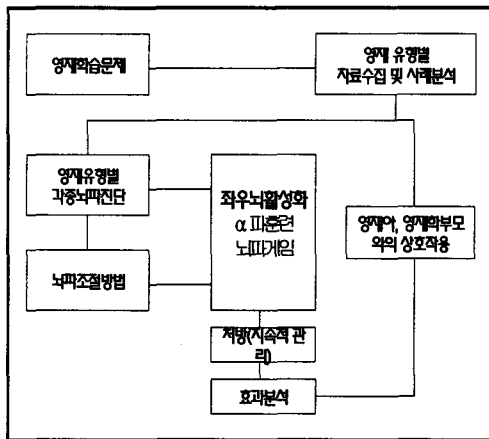 영재학습문제
영재 유형별
자료수집 및 사례분석
영재유형별
각종뇌파진단
좌우뇌활성화
α 파훈련
뇌파게임
영재아, 영재학부모
와의 상호작용
뇌파조절방법
처방(지속적 관
리)
효과분석